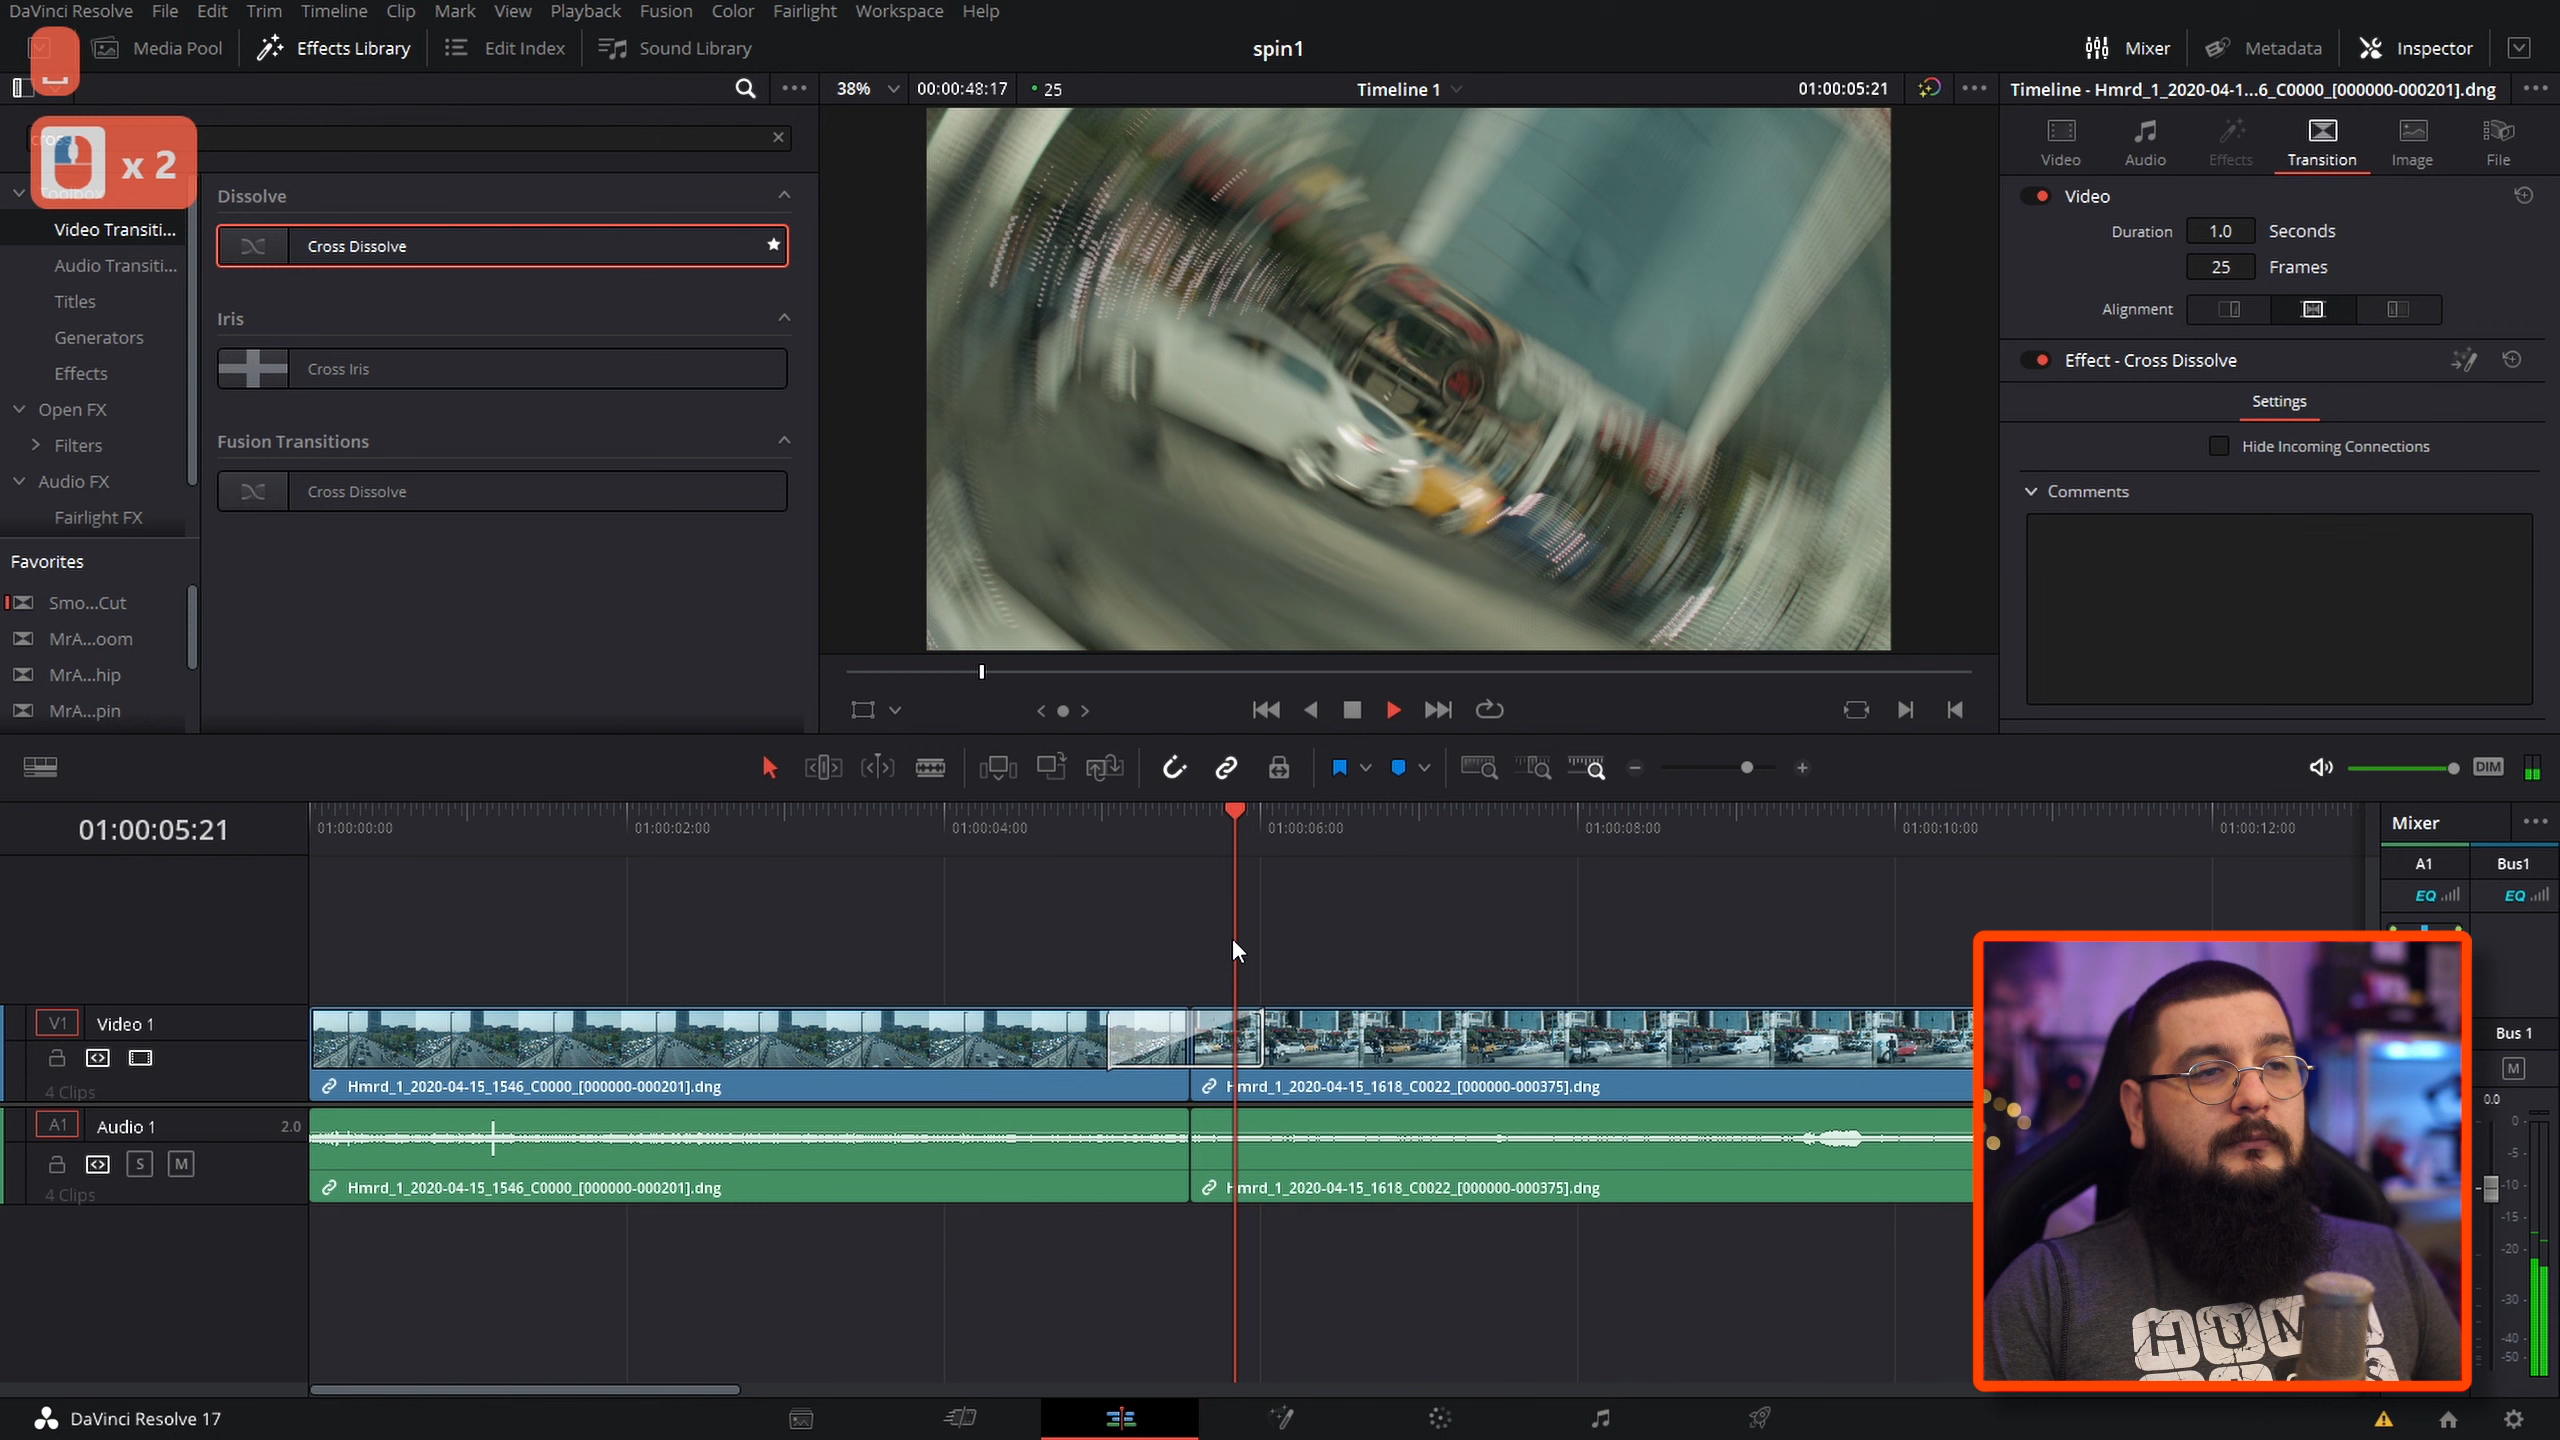 DaVinci Resolve File Edit Trim Timeline Clip Mark View Playback Fusion Color Fairlight Workspace Help
Media Pool Effects Library Edit Index Sound Library spin1 Mixer Metadata Inspector
38% 00:00:48:17 25 Timeline 1 01:00:05:21 Timeline - Hmrd_1_2020-04-1...6_C0000_[000000-000201].dng
x 2
Video Audio Effects Transition Image File
Toolbox
Video Transiti...
Audio Transiti...
Titles
Generators
Effects
Open FX
Filters
Audio FX
Fairlight FX
Favorites
Smo...Cut
MrA...oom
MrA...hip
MrA...pin
Dissolve
Cross Dissolve
Iris
Cross Iris
Fusion Transitions
Cross Dissolve
Video
Duration 1.0 Seconds
25 Frames
Alignment
Effect - Cross Dissolve
Settings
Hide Incoming Connections
Comments
DIM
01:00:05:21
01:00:00:00 01:00:02:00 01:00:04:00 01:00:06:00 01:00:08:00 01:00:10:00 01:00:12:00
V1 Video 1
4 Clips
Hmrd_1_2020-04-15_1546_C0000_[000000-000201].dng Hmrd_1_2020-04-15_1618_C0022_[000000-000375].dng
A1 Audio 1 2.0
S M
4 Clips
Hmrd_1_2020-04-15_1546_C0000_[000000-000201].dng Hmrd_1_2020-04-15_1618_C0022_[000000-000375].dng
Mixer
A1 Bus1
EQ EQ
Bus 1
M
0.0
0
-5
-10
-15
-20
-30
-40
-50
HUM
DaVinci Resolve 17